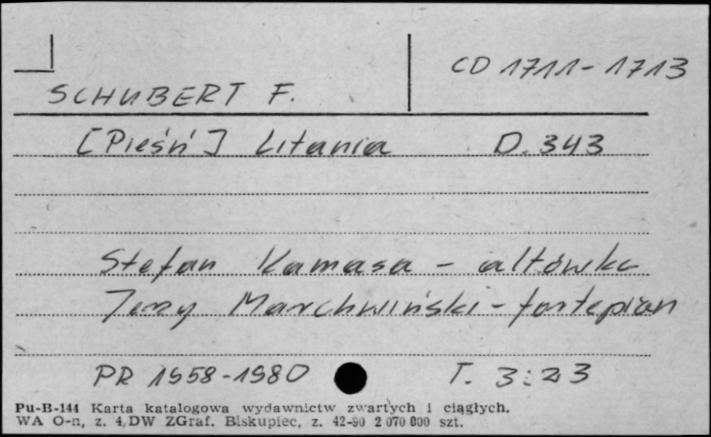 CD 1711-1713
SCHUBERT F.
[Pieśń] Litania D. 343
Stefan Kamasa - altówka
Jerzy Marchwiński - fortepian
PR 1958-1980 T. 3:23
Pu-B-144 Karta katalogowa wydawnictw zwartych i ciągłych.
WA O-n, z. 4/DW ZGraf. Biskupiec, z. 42-90 2 070 000 szt.